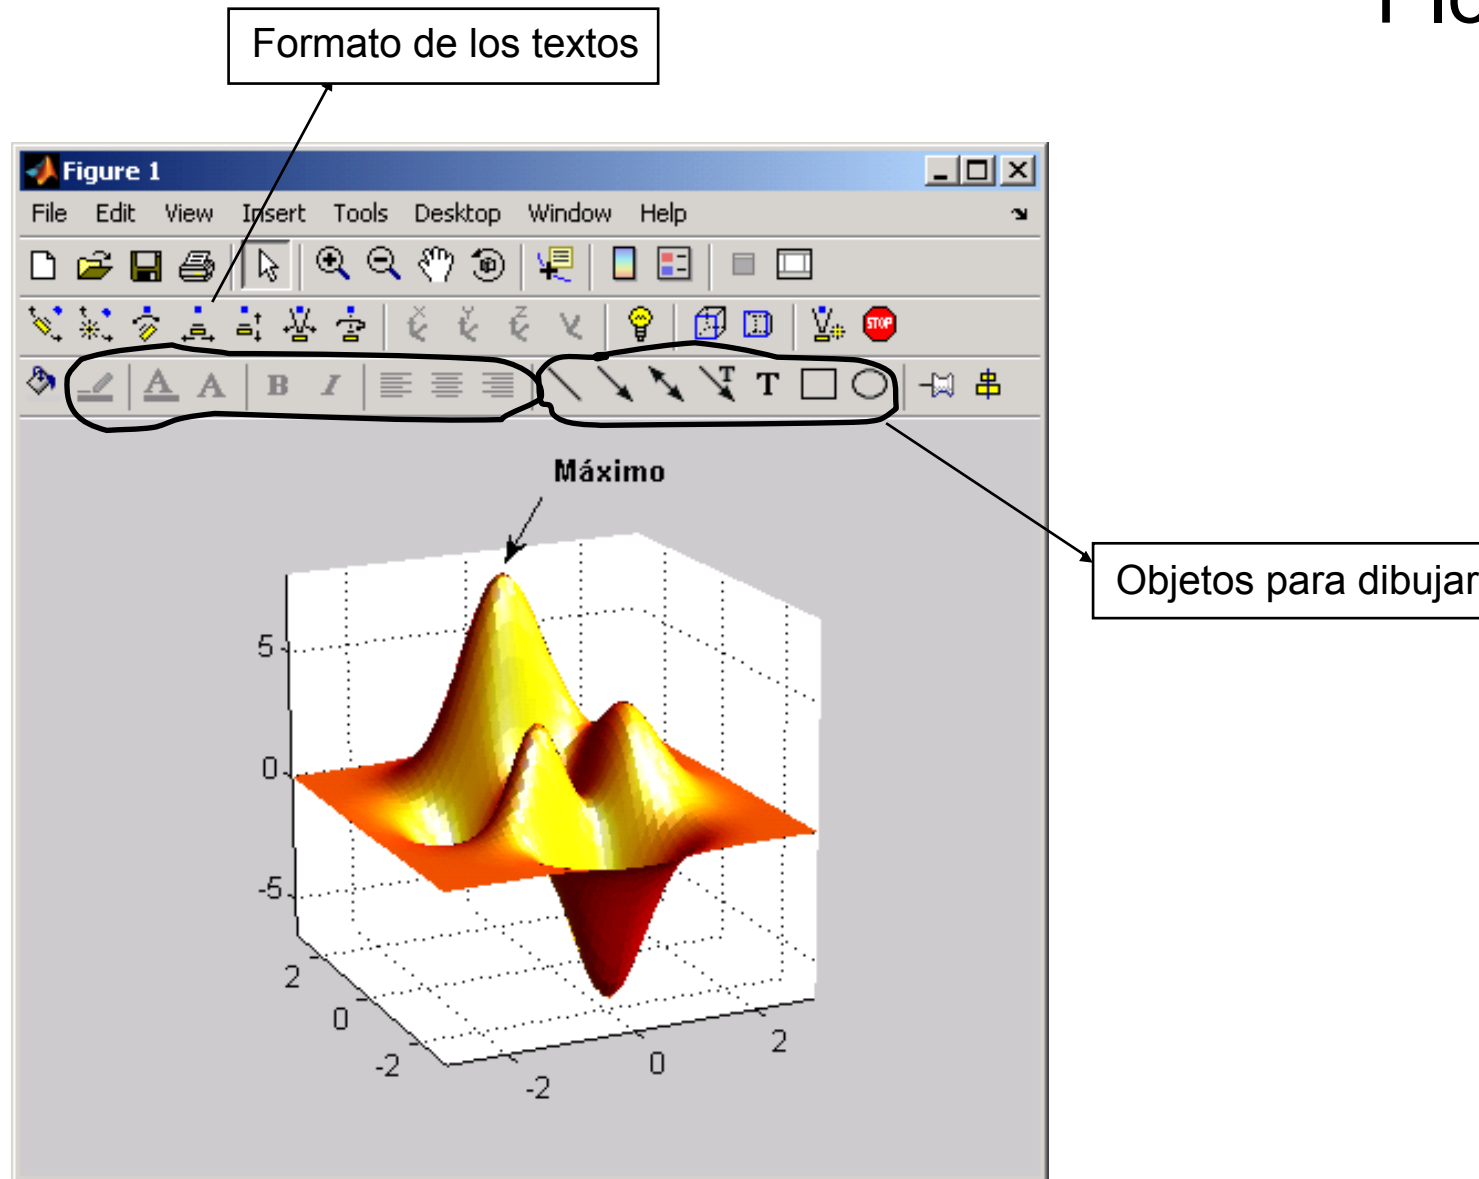 Formato de los textos
Figure 1
File Edit View Insert Tools Desktop Window Help
X Y Z
STOP
A A B I T T
Máximo
5
0
-5
2
0
-2
-2
0
2
Objetos para dibujar